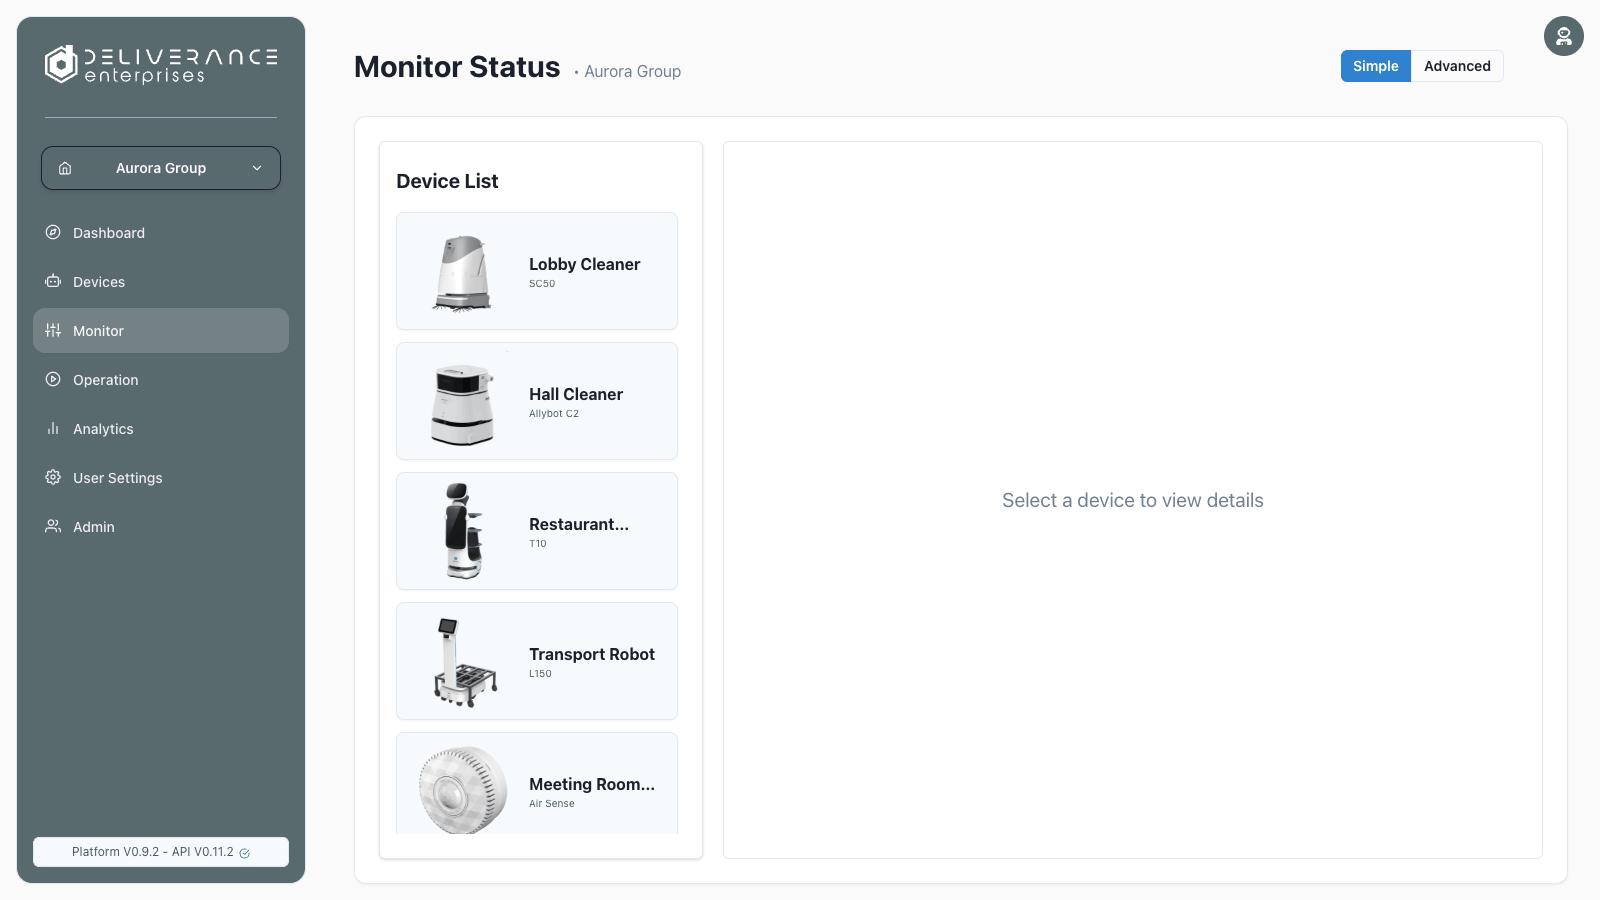 DELIVERANCE
enterprises
Aurora Group
Dashboard
Devices
Monitor
Operation
Analytics
User Settings
Admin
Platform V0.9.2 - API V0.11.2
Monitor Status • Aurora Group
Simple
Advanced
Device List
Lobby Cleaner
SC50
Hall Cleaner
Allybot C2
Restaurant...
T10
Transport Robot
L150
Meeting Room...
Air Sense
Select a device to view details